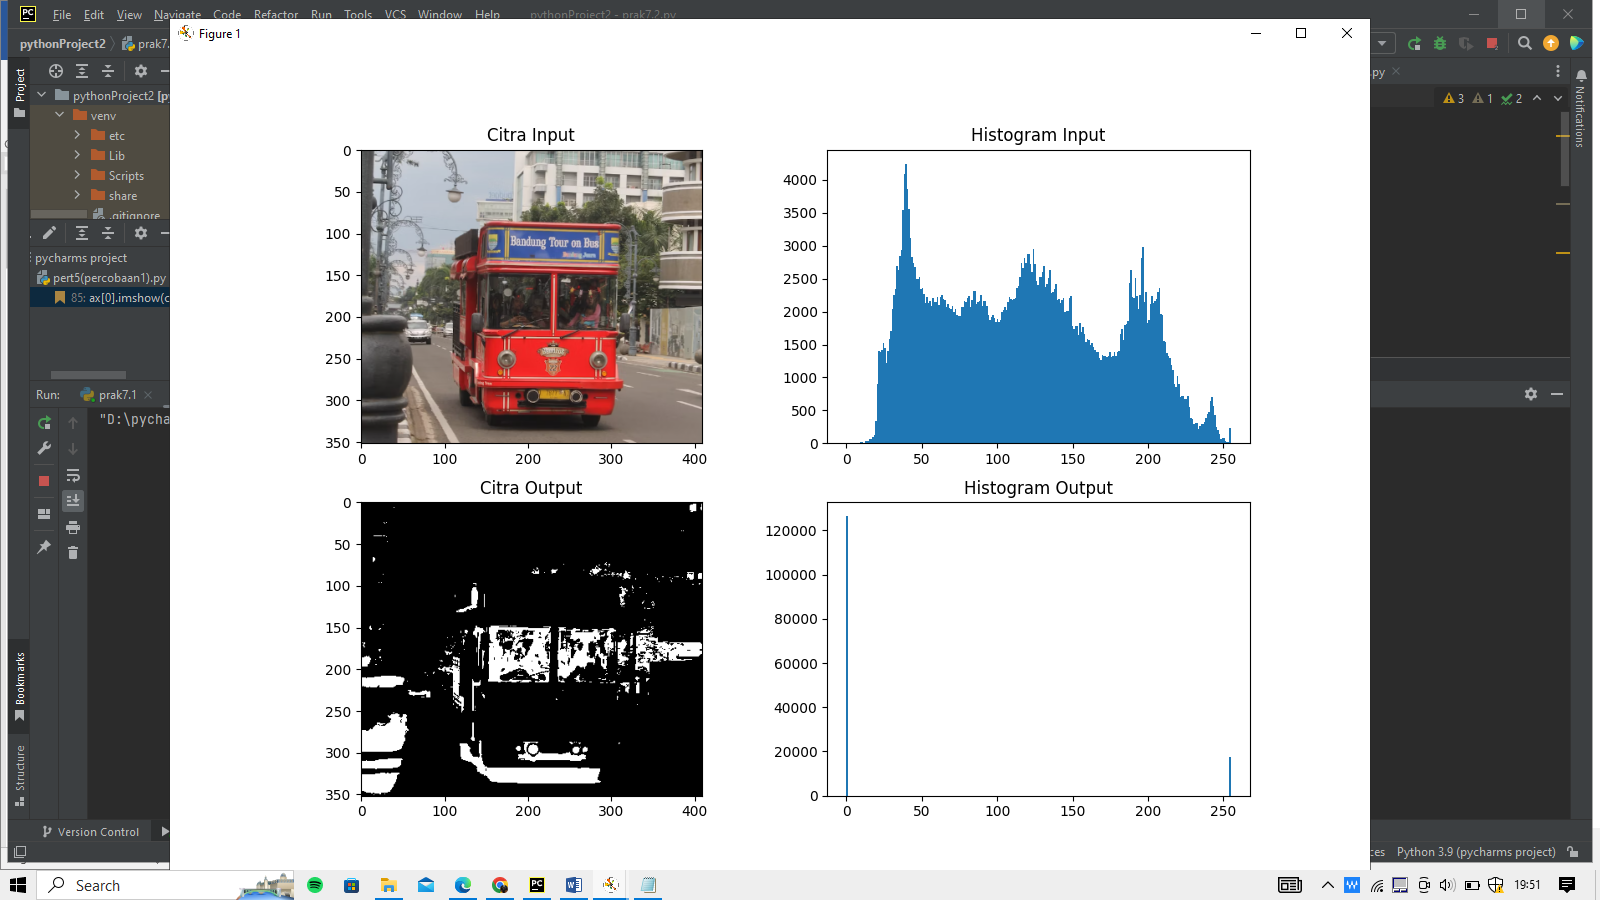 PC File Edit View Navigate Code Refactor Run Tools VCS Window Help pythonProject2 - prak7.2.py
Figure 1
pythonProject2 prak7.
.py
Project
pythonProject2 [p
3 1 2
venv
etc
Lib
Scripts
share
.gitignore
Notifications
pycharms project
pert5(percobaan1).py
85: ax[0].imshow(c
Run: prak7.1
"D:\pycha
Bookmarks
Structure
Citra Input
0
50
100
150
200
250
300
350
0 100 200 300 400
Bandung Tour on Bus
Histogram Input
4000
3500
3000
2500
2000
1500
1000
500
0
0 50 100 150 200 250
Citra Output
0
50
100
150
200
250
300
350
0 100 200 300 400
Histogram Output
120000
100000
80000
60000
40000
20000
0
0 50 100 150 200 250
Version Control
ces Python 3.9 (pycharms project)
Search
PC
W
19:51